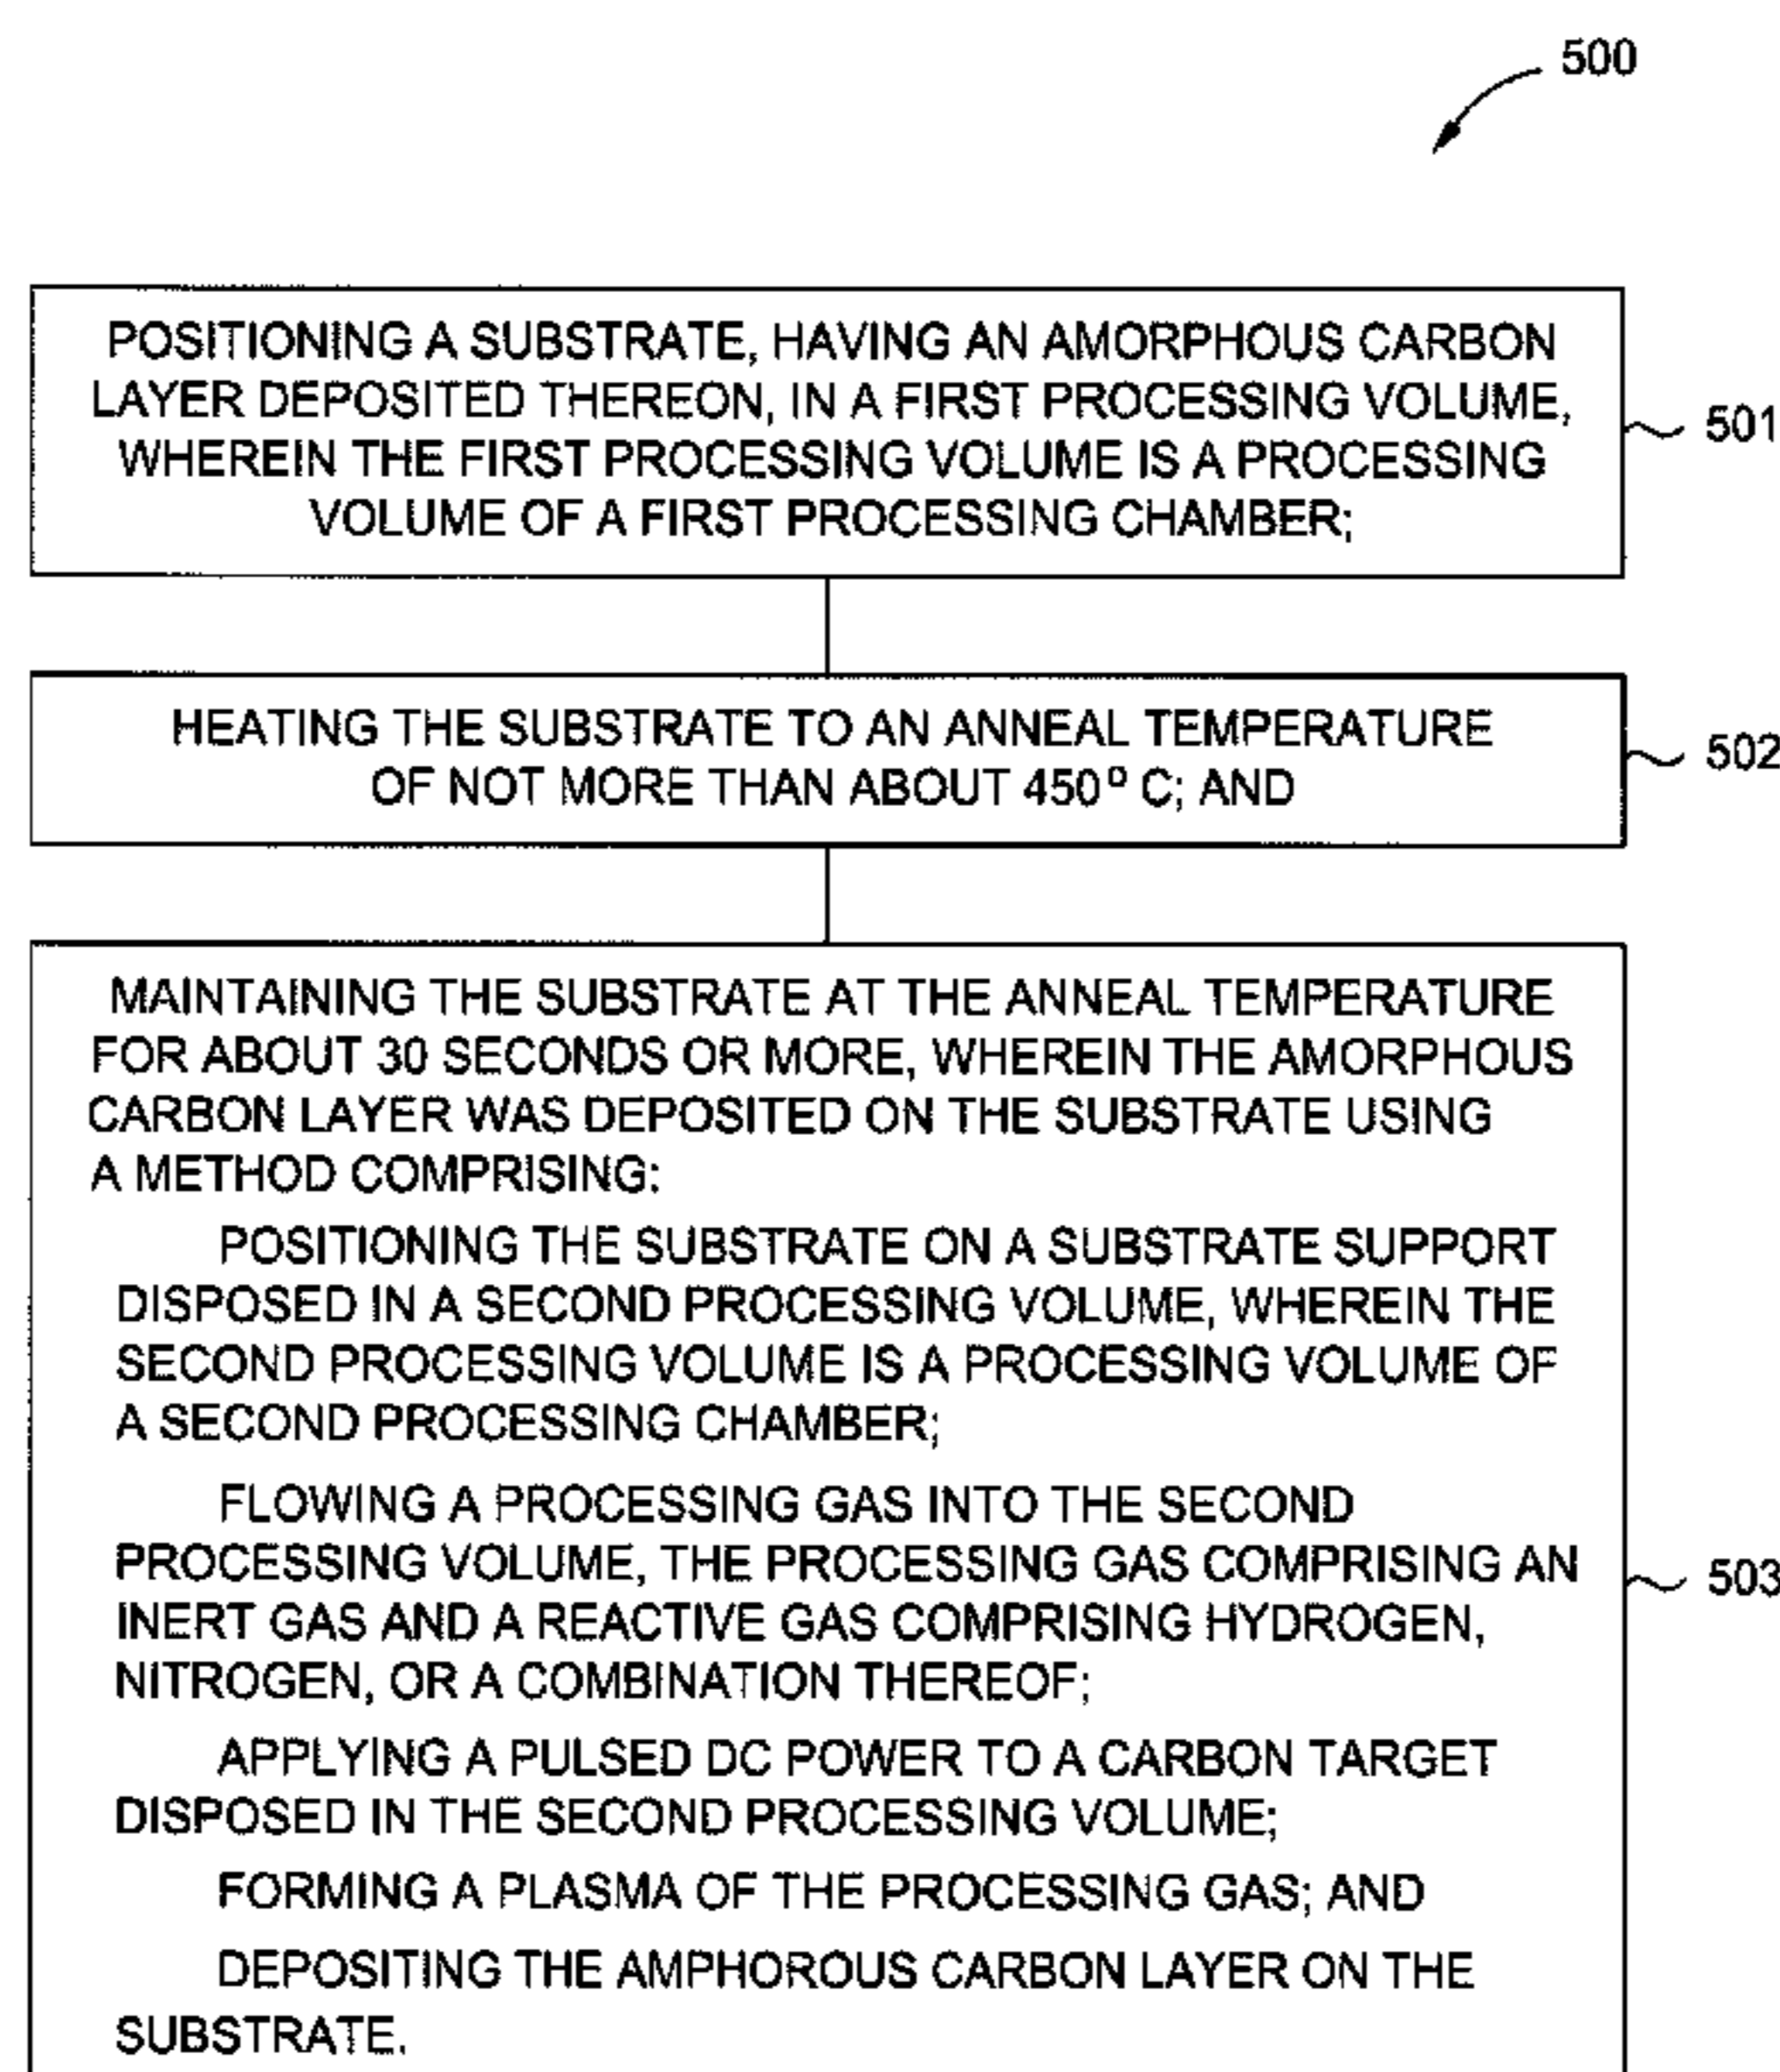 500
POSITIONING A SUBSTRATE, HAVING AN AMORPHOUS CARBON
LAYER DEPOSITED THEREON, IN A FIRST PROCESSING VOLUME,
WHEREIN THE FIRST PROCESSING VOLUME IS A PROCESSING
VOLUME OF A FIRST PROCESSING CHAMBER;
501
HEATING THE SUBSTRATE TO AN ANNEAL TEMPERATURE
OF NOT MORE THAN ABOUT 450° C; AND
502
MAINTAINING THE SUBSTRATE AT THE ANNEAL TEMPERATURE
FOR ABOUT 30 SECONDS OR MORE, WHEREIN THE AMORPHOUS
CARBON LAYER WAS DEPOSITED ON THE SUBSTRATE USING
A METHOD COMPRISING:
POSITIONING THE SUBSTRATE ON A SUBSTRATE SUPPORT
DISPOSED IN A SECOND PROCESSING VOLUME, WHEREIN THE
SECOND PROCESSING VOLUME IS A PROCESSING VOLUME OF
A SECOND PROCESSING CHAMBER;
FLOWING A PROCESSING GAS INTO THE SECOND
PROCESSING VOLUME, THE PROCESSING GAS COMPRISING AN
INERT GAS AND A REACTIVE GAS COMPRISING HYDROGEN,
NITROGEN, OR A COMBINATION THEREOF;
503
APPLYING A PULSED DC POWER TO A CARBON TARGET
DISPOSED IN THE SECOND PROCESSING VOLUME;
FORMING A PLASMA OF THE PROCESSING GAS; AND
DEPOSITING THE AMPHOROUS CARBON LAYER ON THE
SUBSTRATE.